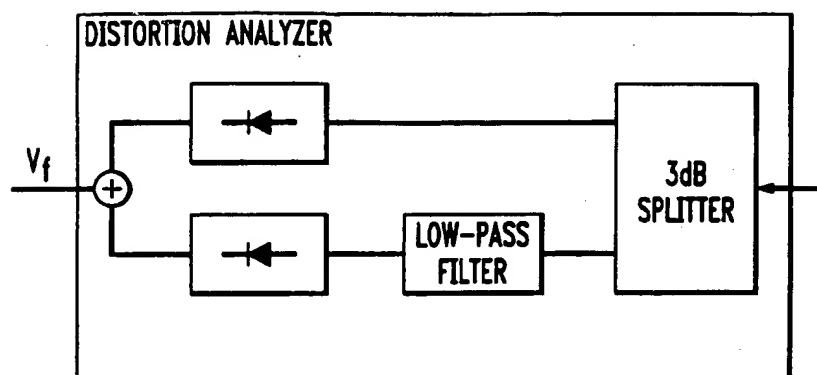 DISTORTION ANALYZER
V_f
+
3dB
SPLITTER
LOW-PASS
FILTER